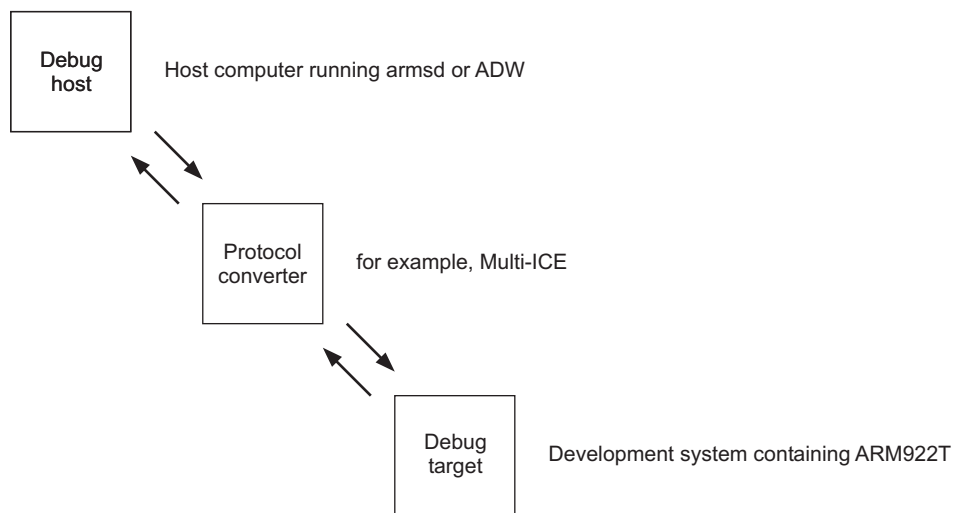 Debug
host
Host computer running armsd or ADW
Protocol
converter
for example, Multi-ICE
Debug
target
Development system containing ARM922T